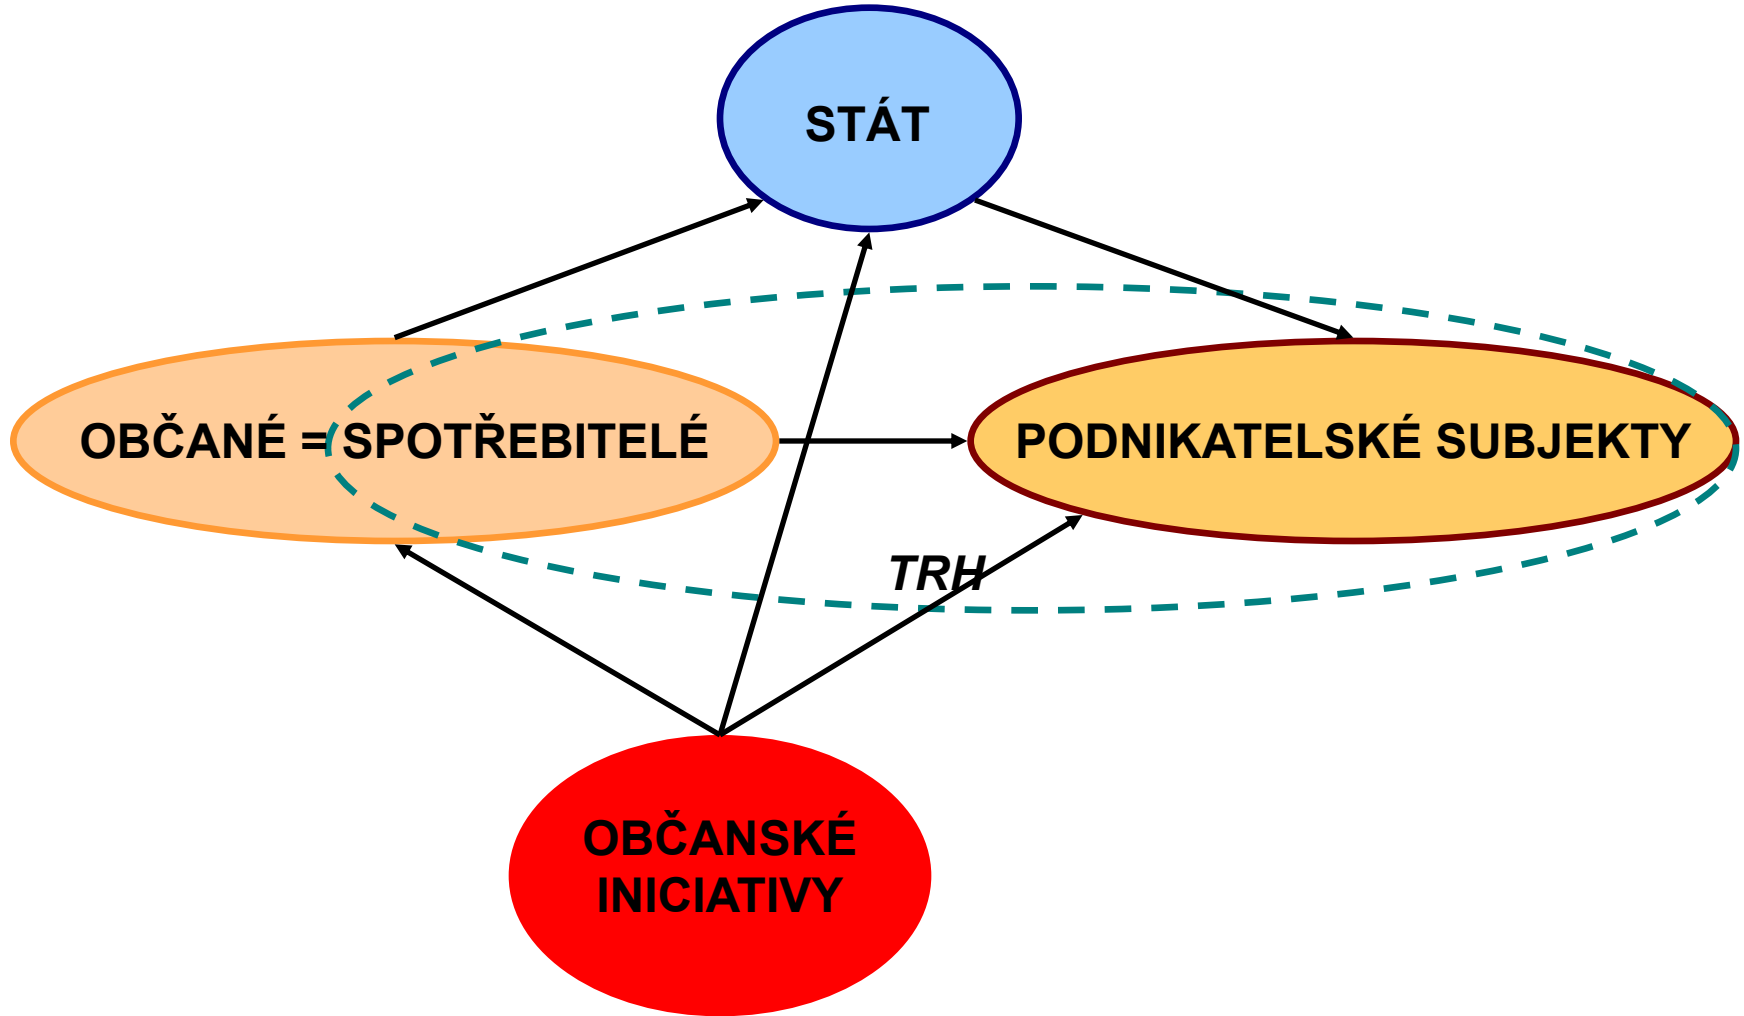 STÁT
OBČANÉ = SPOTŘEBITELÉ
PODNIKATELSKÉ SUBJEKTY
TRH
OBČANSKÉ
INICIATIVY